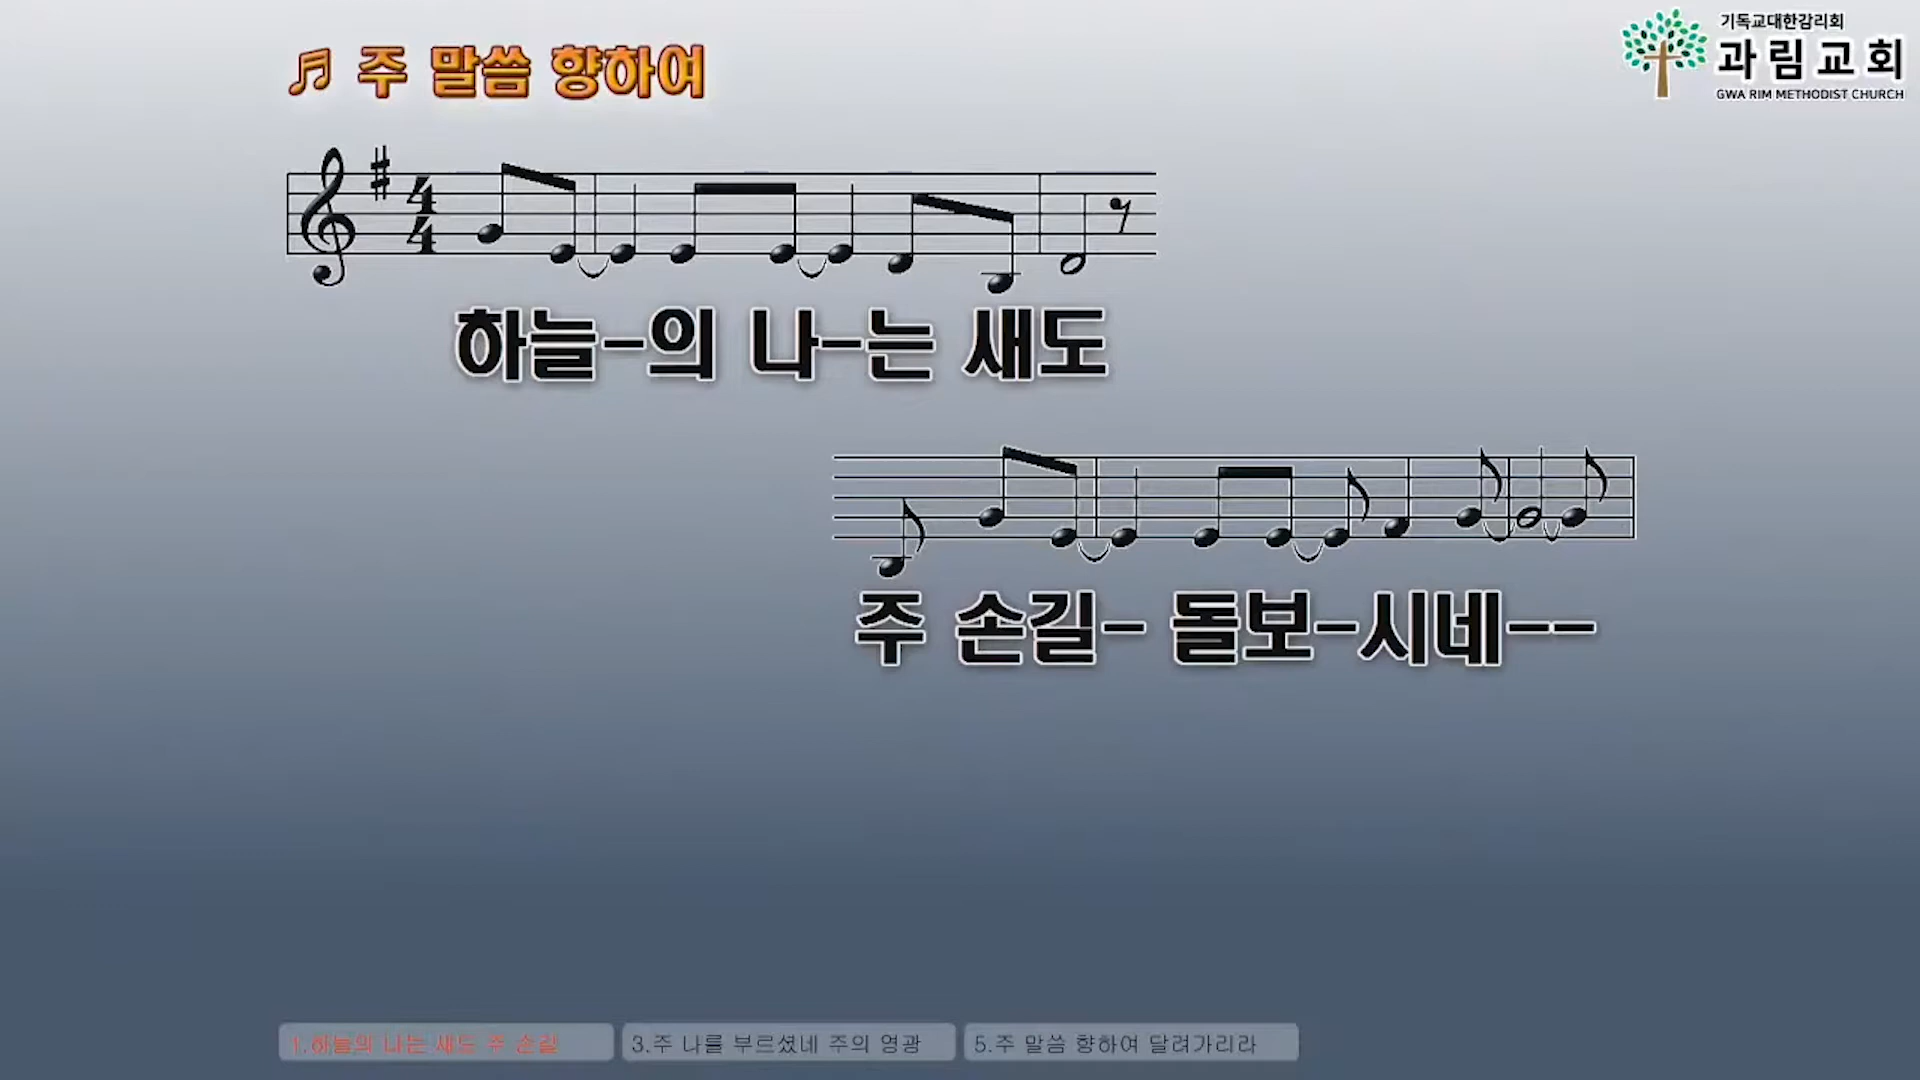 ♬ 주 말씀 향하여
기독교대한감리회
과림교회
GWA RIM METHODIST CHURCH
4
4
하늘-의 나-는 새도
주 손길- 돌보-시네--
1.하늘의 나는 새도 주 손길
3.주 나를 부르셨네 주의 영광
5.주 말씀 향하여 달려가리라